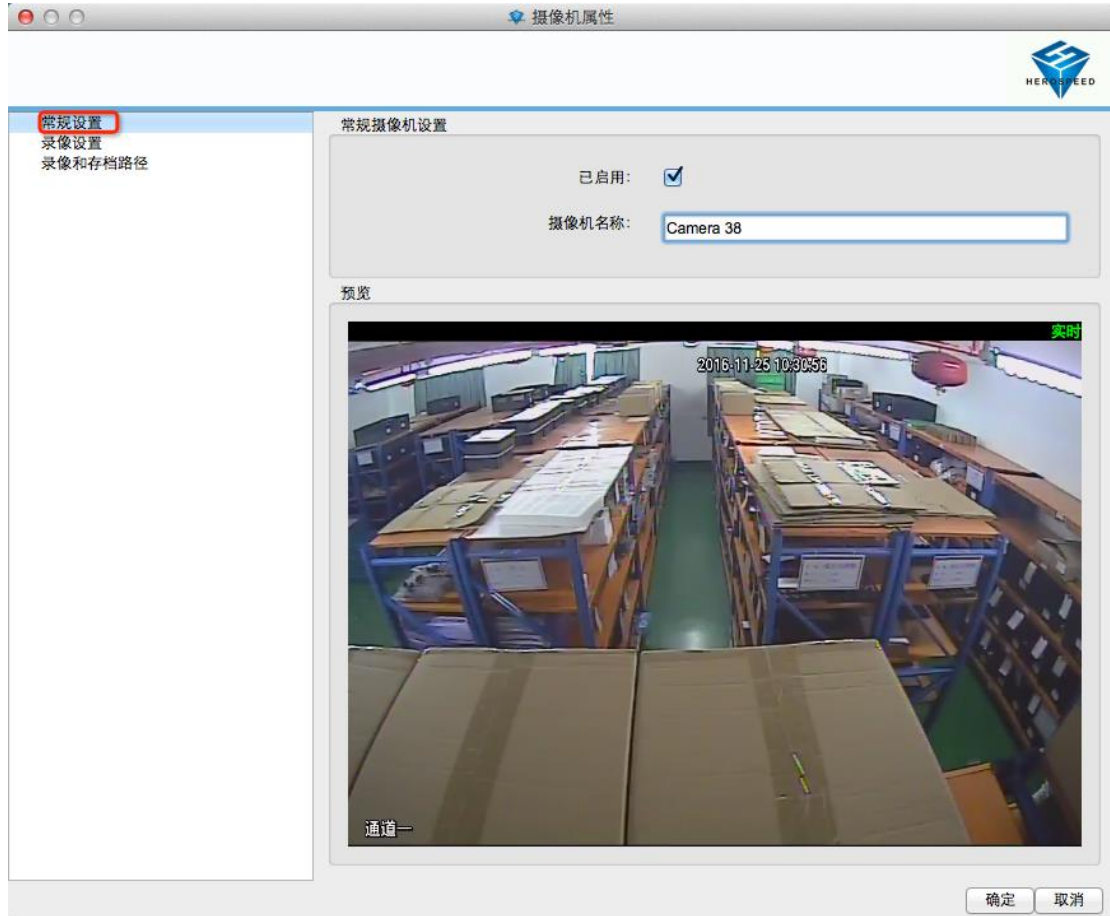 摄像机属性
HEROSPEED
常规设置
录像设置
录像和存档路径
常规摄像机设置
已启用:
摄像机名称:
Camera 38
预览
实时
2016-11-25 10:30:56
通道一
确定
取消